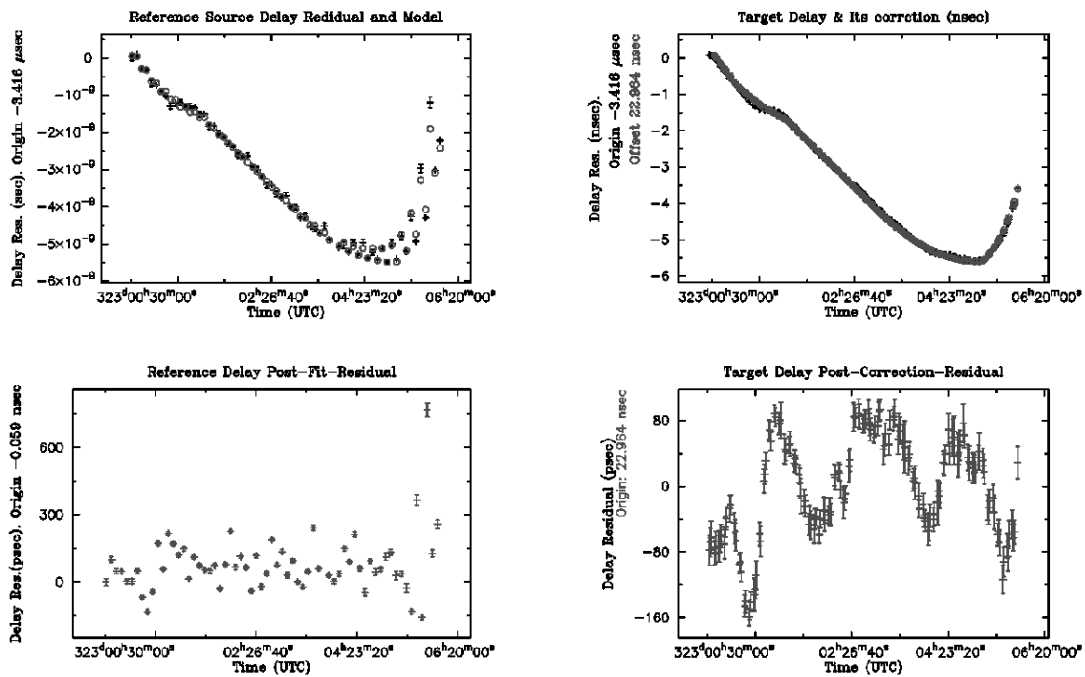 Reference Source Delay Redidual and Model
Delay Res. (sec). Origin −3.416 μsec
0
−10⁻⁹
−2×10⁻⁹
−3×10⁻⁹
−4×10⁻⁹
−5×10⁻⁹
−6×10⁻⁹
323ᵈ00ʰ30ᵐ00ˢ 02ʰ26ᵐ40ˢ 04ʰ23ᵐ20ˢ 06ʰ20ᵐ00ˢ
Time (UTC)
Target Delay & Its corrction (nsec)
Delay Res. (nsec).
Origin −3.416 μsec
Offset 22.964 nsec
0
−1
−2
−3
−4
−5
−6
323ᵈ00ʰ30ᵐ00ˢ 02ʰ26ᵐ40ˢ 04ʰ23ᵐ20ˢ 06ʰ20ᵐ00ˢ
Time (UTC)
Reference Delay Post−Fit−Residual
Delay Res.(psec). Origin −0.059 nsec
600
300
0
323ᵈ00ʰ30ᵐ00ˢ 02ʰ26ᵐ40ˢ 04ʰ23ᵐ20ˢ 06ʰ20ᵐ00ˢ
Time (UTC)
Target Delay Post−Correction−Residual
Delay Residual (psec)
Origin: 22.964 nsec
80
0
−80
−160
323ᵈ00ʰ30ᵐ00ˢ 02ʰ26ᵐ40ˢ 04ʰ23ᵐ20ˢ 06ʰ20ᵐ00ˢ
Time (UTC)